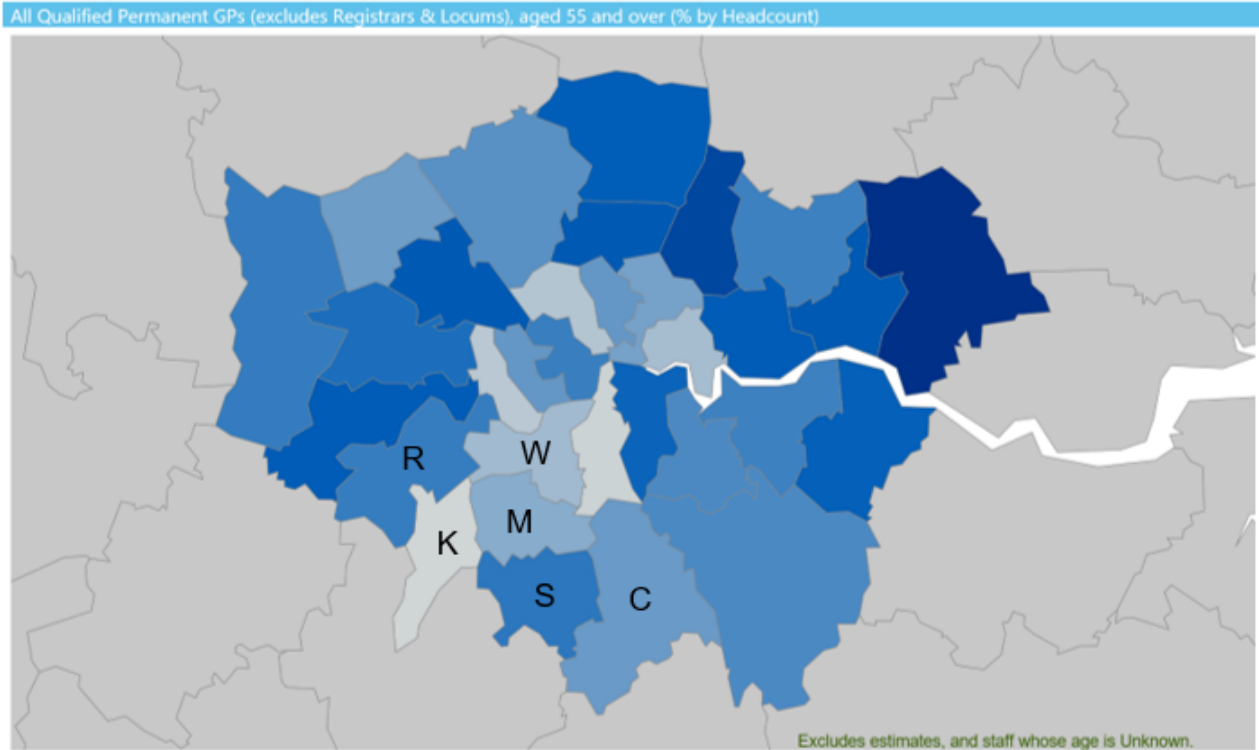 All Qualified Permanent GPs (excludes Registrars & Locums), aged 55 and over (% by Headcount)
R
W
M
K
S
C
Excludes estimates, and staff whose age is Unknown.